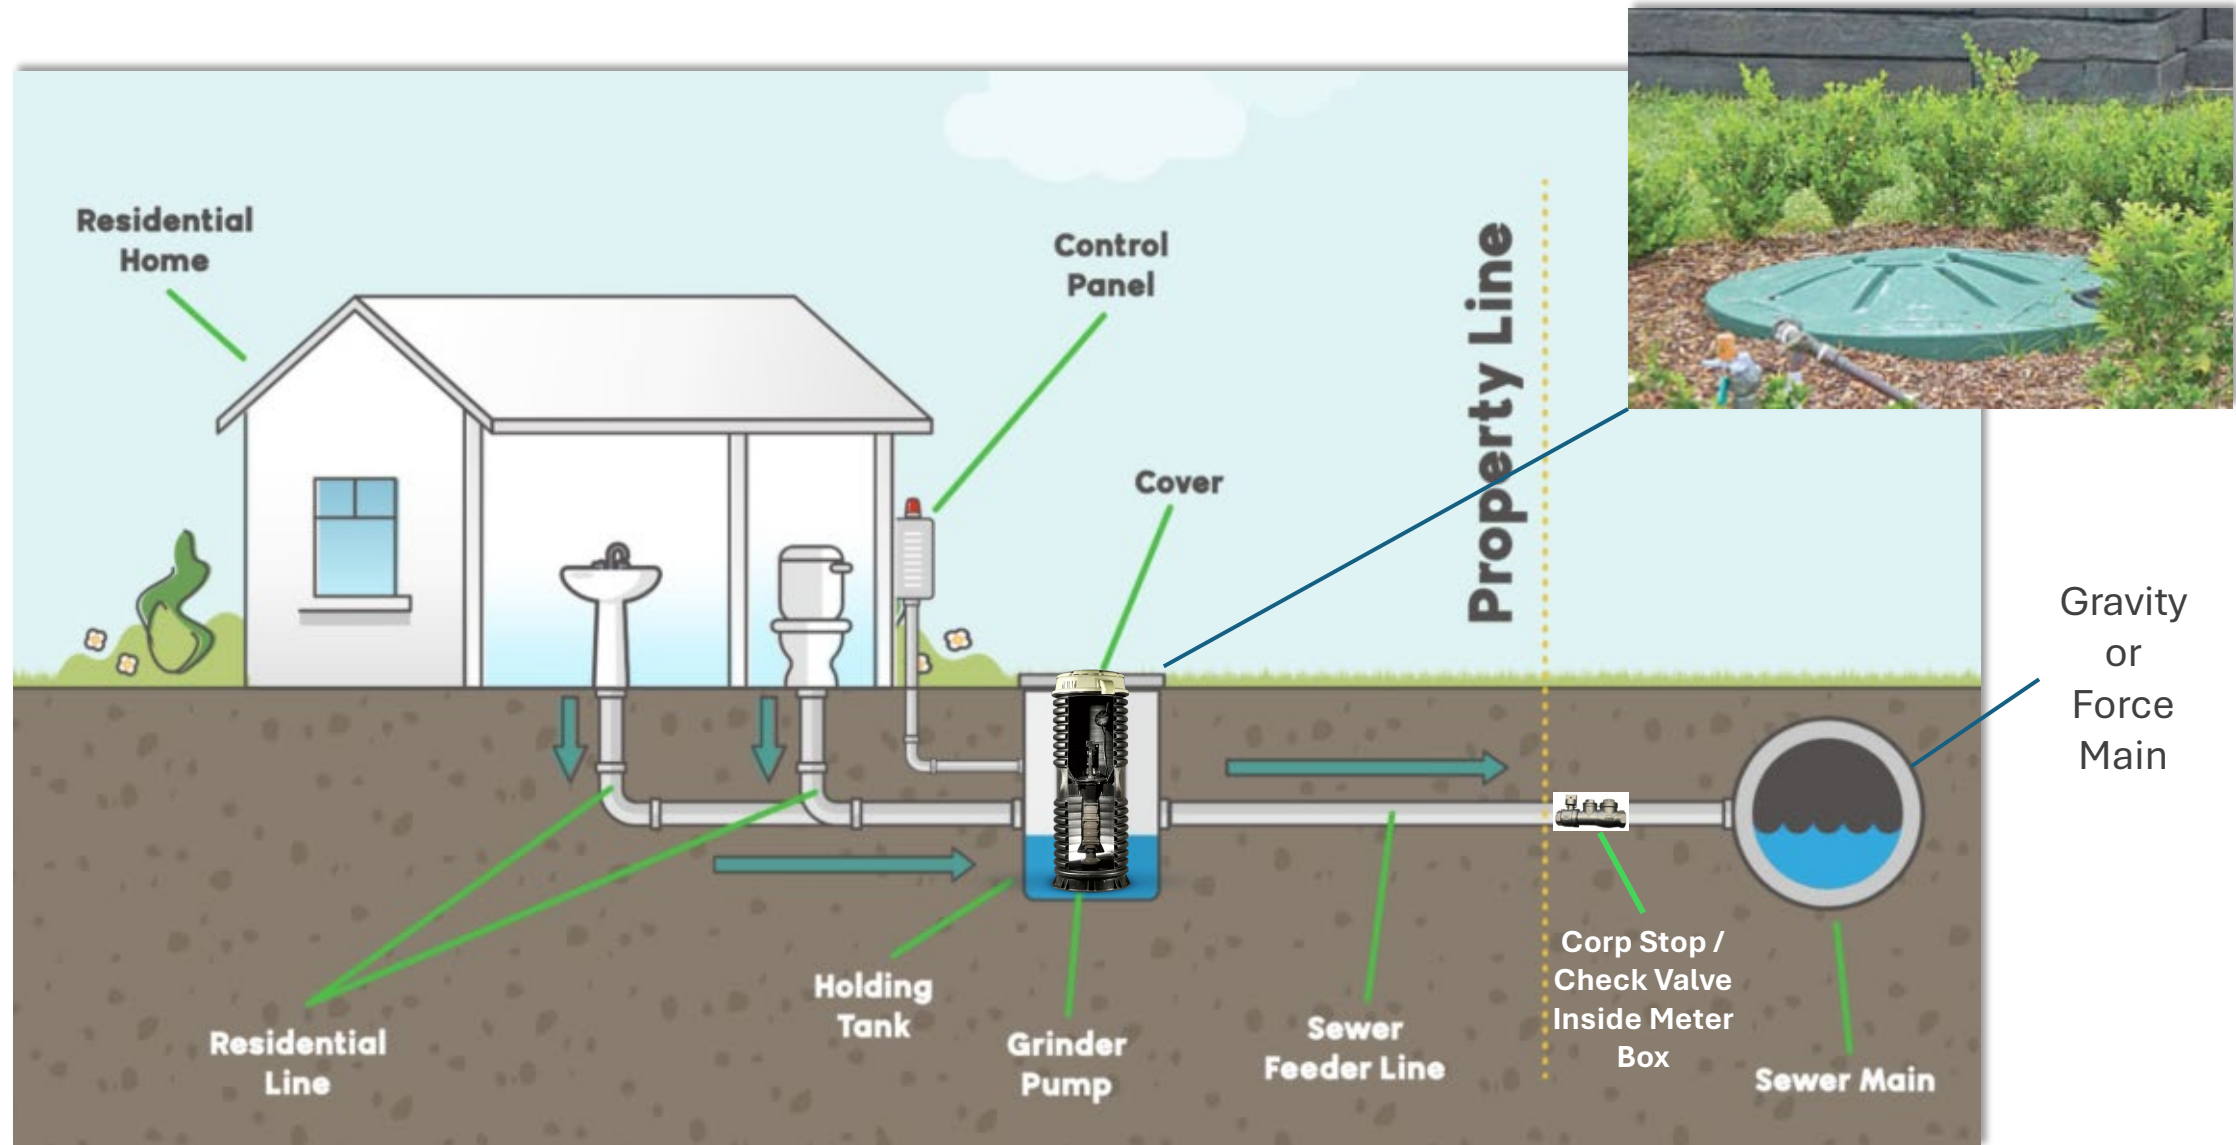 Residential
Home
Control
Panel
Cover
Property Line
Gravity
or
Force
Main
Residential
Line
Holding
Tank
Grinder
Pump
Sewer
Feeder Line
Corp Stop /
Check Valve
Inside Meter
Box
Sewer Main